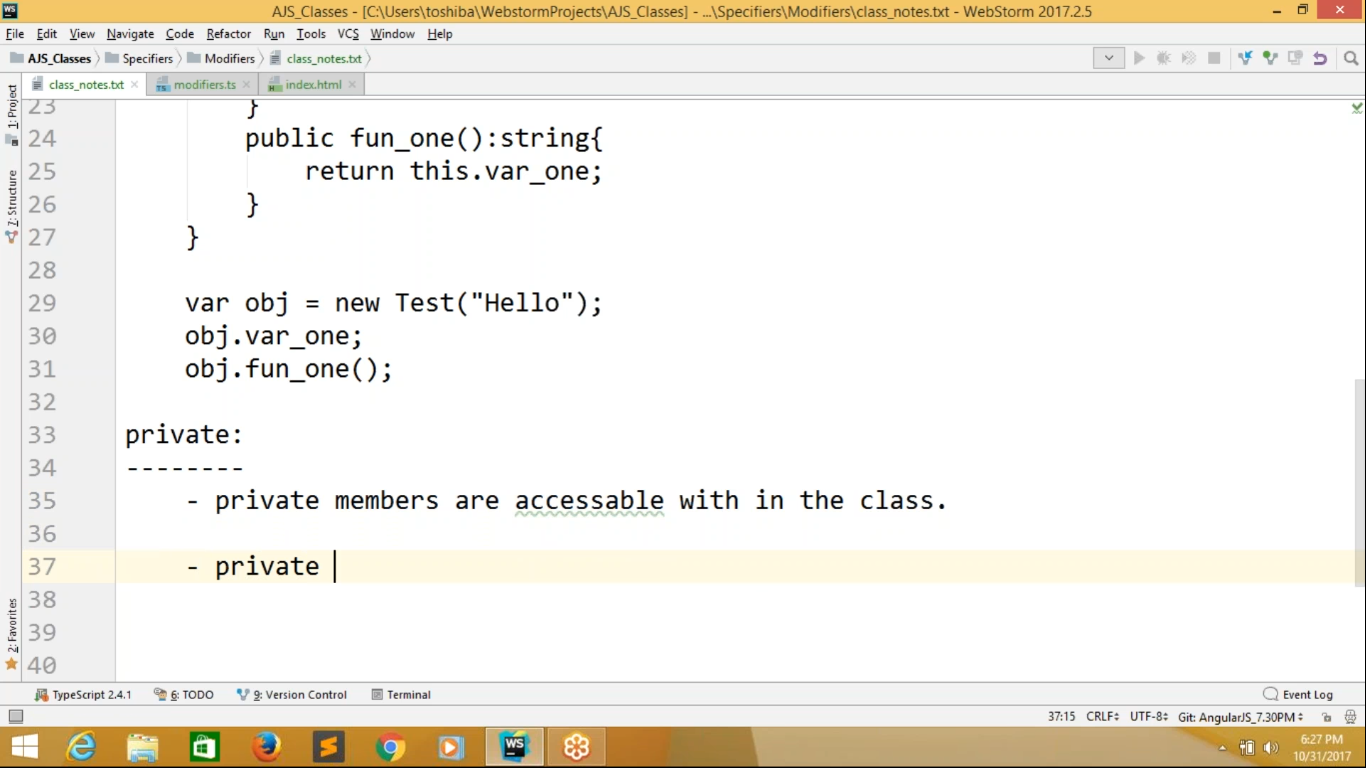 WS AJS_Classes - [C:\Users\toshiba\WebstormProjects\AJS_Classes] - ...\Specifiers\Modifiers\class_notes.txt - WebStorm 2017.2.5
File Edit View Navigate Code Refactor Run Tools VCS Window Help
AJS_Classes Specifiers Modifiers class_notes.txt
class_notes.txt modifiers.ts index.html
1: Project
7: Structure
2: Favorites
23 }
24 public fun_one():string{
25 return this.var_one;
26 }
27 }
28
29 var obj = new Test("Hello");
30 obj.var_one;
31 obj.fun_one();
32
33 private:
34 --------
35 - private members are accessable with in the class.
36
37 - private
38
39
40
TypeScript 2.4.1 6: TODO 9: Version Control Terminal Event Log
37:15 CRLF UTF-8 Git: AngularJS_7.30PM
WS
6:27 PM
10/31/2017